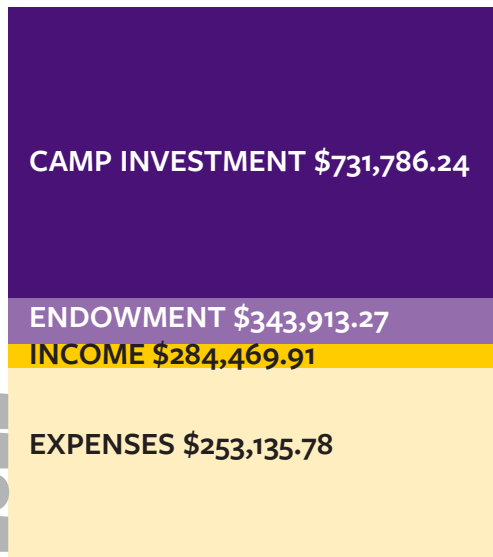 CAMP INVESTMENT $731,786.24
ENDOWMENT $343,913.27
INCOME $284,469.91
EXPENSES $253,135.78